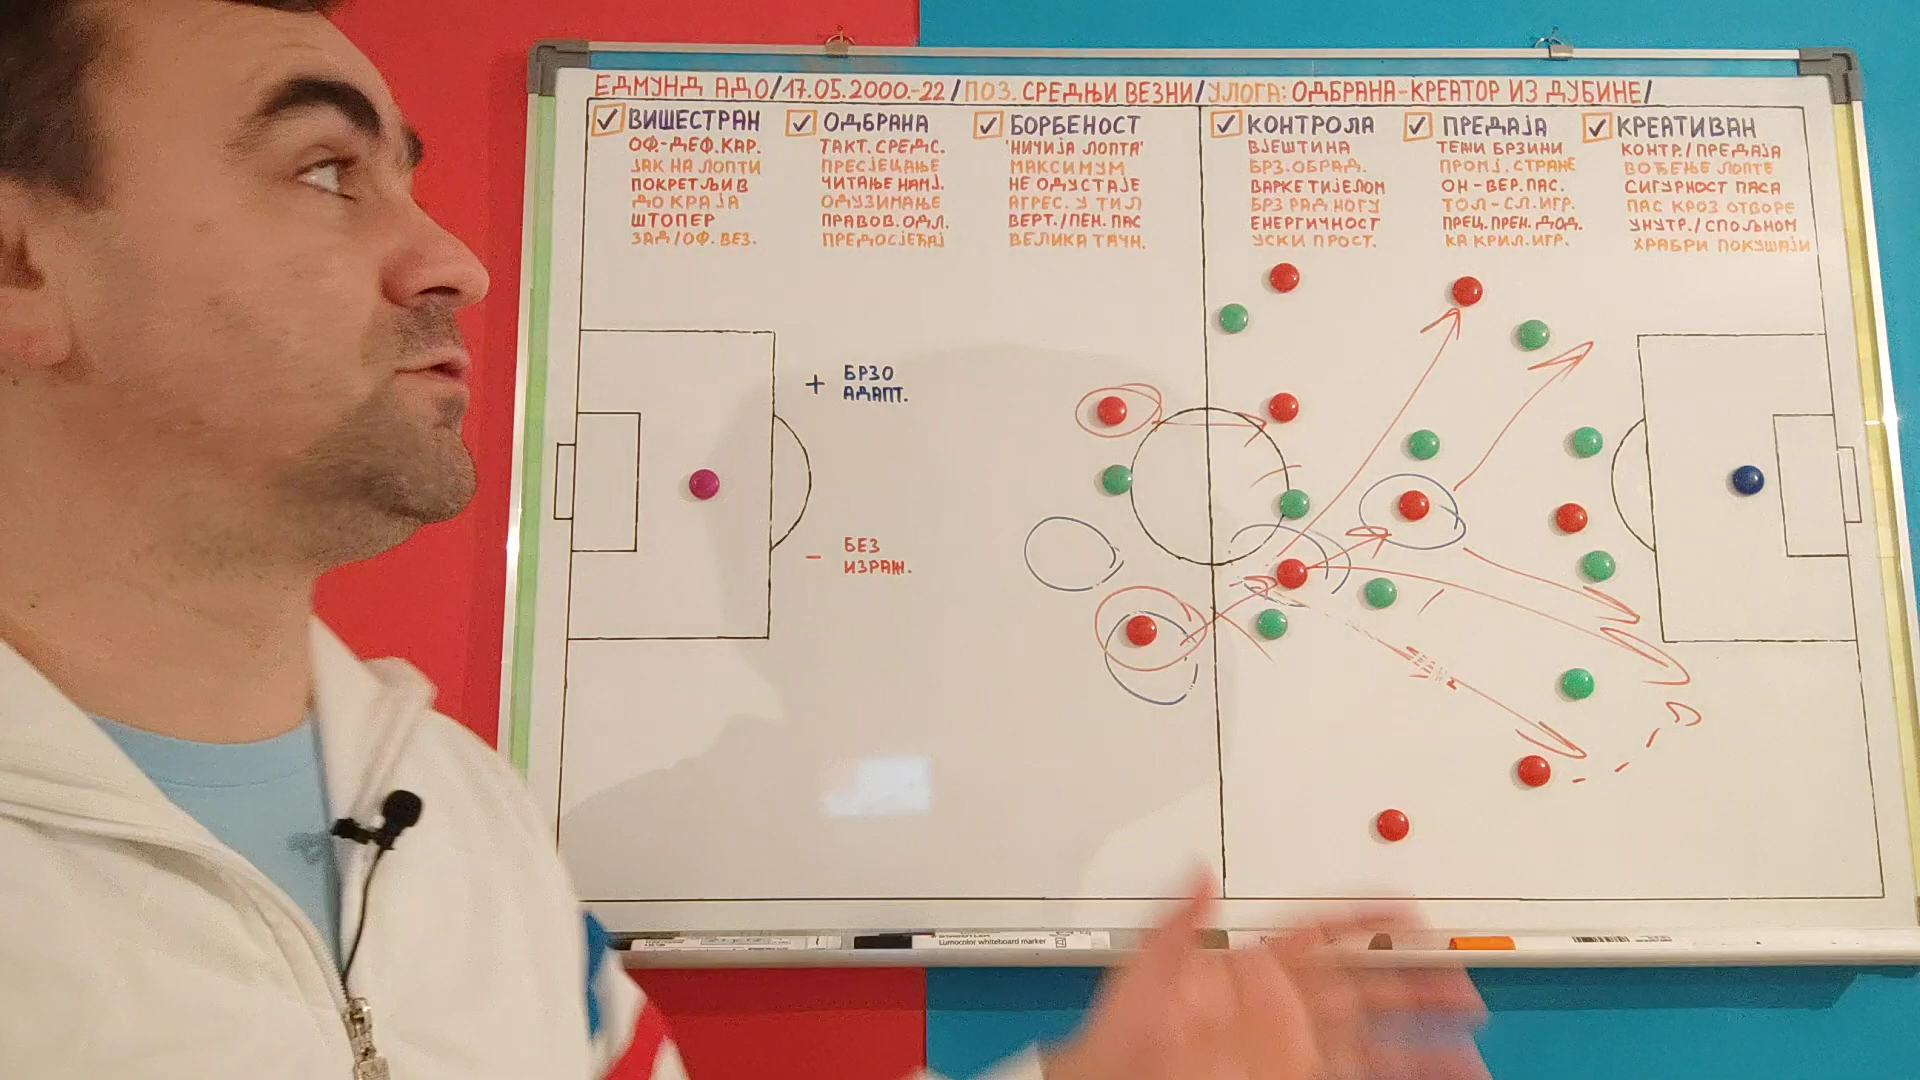 ЕДМУНД АДО/17.05.2000.-22/ПОЗ. СРЕДЊИ ВЕЗНИ/УЛОГА: ОДБРАНА-КРЕАТОР ИЗ ДУБИНЕ/
✓ ВИШЕСТРАН
ОФ-ДЕФ. КАР.
ЈАК НА ЛОПТИ
ПОКРЕТЉИВ
ДО КРАЈА
ШТОПЕР
ЗАД/ОФ. ВЕЗ.
✓ ОДБРАНА
ТАКТ. СРЕДС.
ПРЕСЈЕЦАЊЕ
ЧИТАЊЕ НАМЈ.
ОДУЗИМАЊЕ
ПРАВОВ. ОДЛ.
ПРЕДОСЈЕЋАЈ
✓ БОРБЕНОСТ
'НИЧИЈА ЛОПТА'
МАКСИМУМ
НЕ ОДУСТАЈЕ
АГРЕС. У ТИЛ
ВЕРТ./ПЕН. ПАС
ВЕЛИКА ТАЧН.
✓ КОНТРОЛА
ВЈЕШТИНА
БРЗ. ОБРАД.
ВАРКЕ ТИЈЕЛОМ
БРЗ РАД НОГУ
ЕНЕРГИЧНОСТ
УСКИ ПРОСТ.
✓ ПРЕДАЈА
ТЕЖИ БРЗИНИ
ПРОМЈ. СТРАНЕ
ОН-ВЕР. ПАС.
ТОЛ-СЛ. ИГР.
ПРЕЦ. ПРЕН. ДОД.
КА КРИЛ. ИГР.
✓ КРЕАТИВАН
КОНТР./ПРЕДАЈА
ВОЂЕЊЕ ЛОПТЕ
СИГУРНОСТ ПАСА
ПАС КРОЗ ОТВОРЕ
УНУТР./СПОЉНОМ
ХРАБРИ ПОКУШАЈИ
+ БРЗО
АДАПТ.
- БЕЗ
ИЗРАЖ.
Lumocolor whiteboard marker